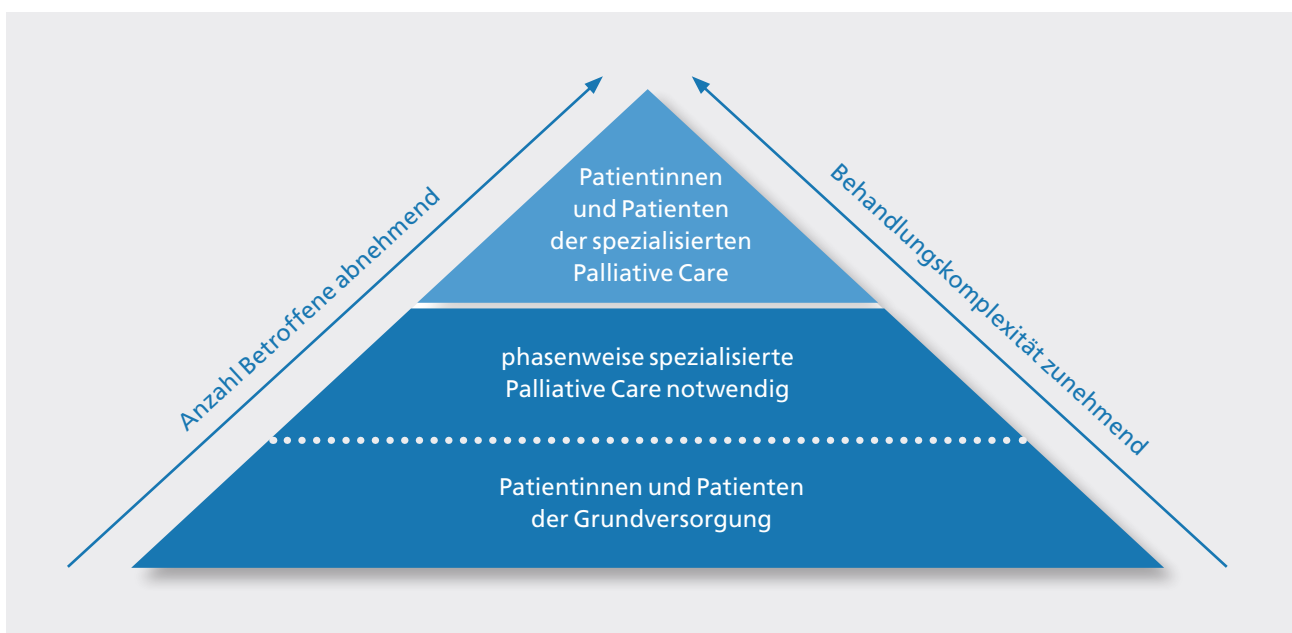 Anzahl Betroffene abnehmend
Behandlungskomplexität zunehmend
Patientinnen
und Patienten
der spezialisierten
Palliative Care
phasenweise spezialisierte
Palliative Care notwendig
Patientinnen und Patienten
der Grundversorgung